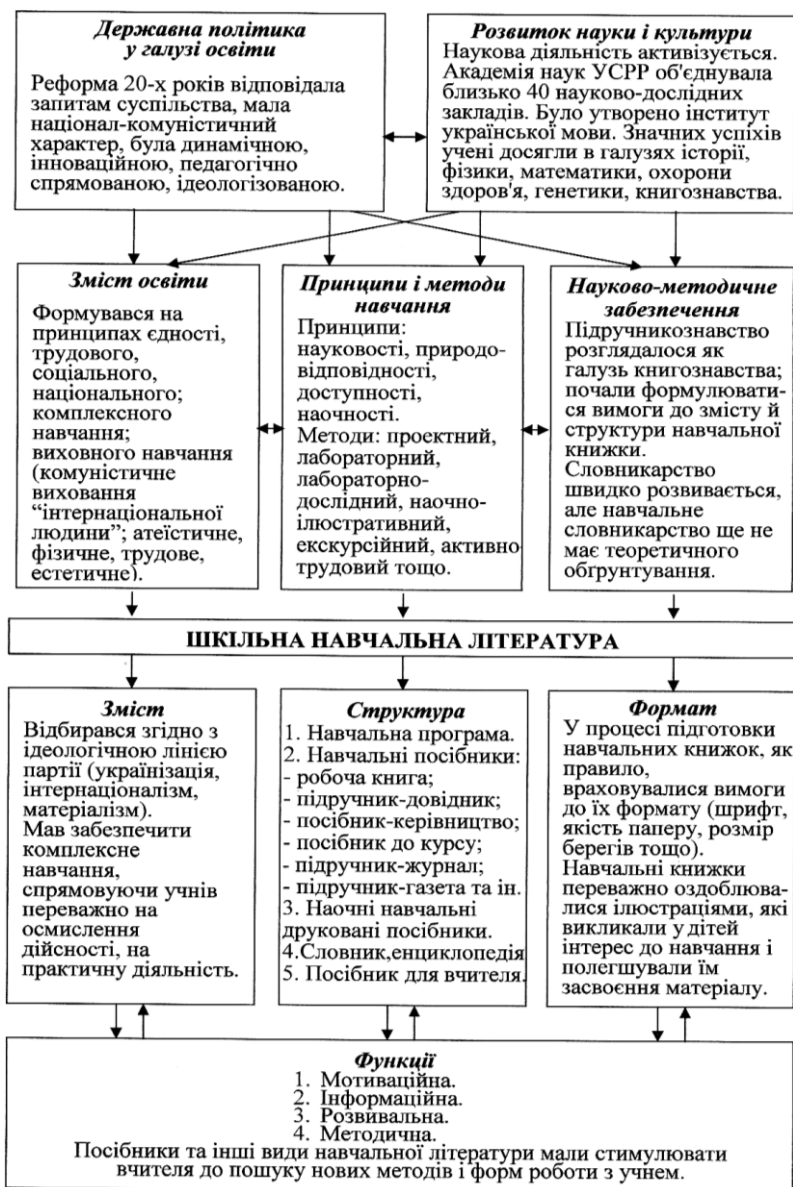 Державна політика
у галузі освіти
Реформа 20-х років відповідала
запитам суспільства, мала
націонал-комуністичний
характер, була динамічною,
інноваційною, педагогічно
спрямованою, ідеологізованою.
Розвиток науки і культури
Наукова діяльність активізується.
Академія наук УСРР об'єднувала
близько 40 науково-дослідних
закладів. Було утворено інститут
української мови. Значних успіхів
учені досягли в галузях історії,
фізики, математики, охорони
здоров'я, генетики, книгознавства.
Зміст освіти
Формувався на
принципах єдності,
трудового,
соціального,
національного;
комплексного
навчання;
виховного навчання
(комуністичне
виховання
“інтернаціональної
людини”; атеїстичне,
фізичне, трудове,
естетичне).
Принципи і методи
навчання
Принципи:
науковості, природо-
відповідності,
доступності,
наочності.
Методи: проектний,
лабораторний,
лабораторно-
дослідний, наочно-
ілюстративний,
екскурсійний, активно
трудовий тощо.
Науково-методичне
забезпечення
Підручникознавство
розглядалося як
галузь книгознавства;
почали формулювати-
ся вимоги до змісту й
структури навчальної
книжки.
Словникарство
швидко розвивається,
але навчальне
словникарство ще не
має теоретичного
обґрунтування.
ШКІЛЬНА НАВЧАЛЬНА ЛІТЕРАТУРА
Зміст
Відбирався згідно з
ідеологічною лінією
партії (українізація,
інтернаціоналізм,
матеріалізм).
Мав забезпечити
комплексне
навчання,
спрямовуючи учнів
переважно на
осмислення
дійсності, на
практичну діяльність.
Структура
1. Навчальна програма.
2. Навчальні посібники:
- робоча книга;
- підручник-довідник;
- посібник-керівництво;
- посібник до курсу;
- підручник-журнал;
- підручник-газета та ін.
3. Наочні навчальні
друковані посібники.
4.Словник,енциклопедія
5. Посібник для вчителя.
Формат
У процесі підготовки
навчальних книжок, як
правило,
враховувалися вимоги
до їх формату (шрифт,
якість паперу, розмір
берегів тощо).
Навчальні книжки
переважно оздоблюва-
лися ілюстраціями, які
викликали у дітей
інтерес до навчання і
полегшували їм
засвоєння матеріалу.
Функції
1. Мотиваційна.
2. Інформаційна.
3. Розвивальна.
4. Методична.
Посібники та інші види навчальної літератури мали стимулювати
вчителя до пошуку нових методів і форм роботи з учнем.